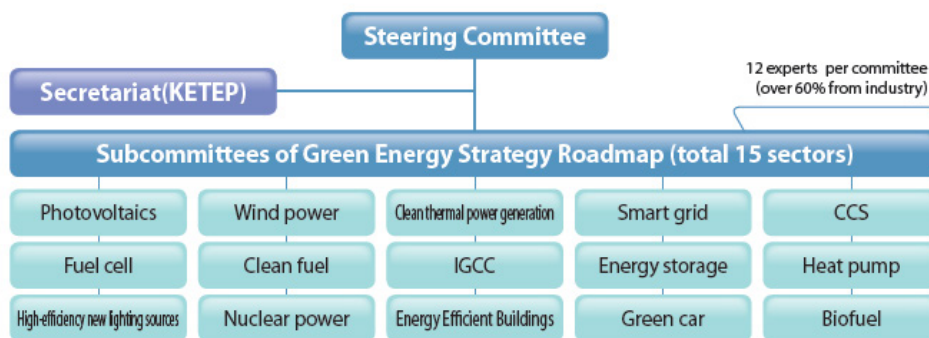 Steering Committee
Secretariat(KETEP)
12 experts per committee
(over 60% from industry)
Subcommittees of Green Energy Strategy Roadmap (total 15 sectors)
Photovoltaics
Wind power
Clean thermal power generation
Smart grid
CCS
Fuel cell
Clean fuel
IGCC
Energy storage
Heat pump
High-efficiency new lighting sources
Nuclear power
Energy Efficient Buildings
Green car
Biofuel